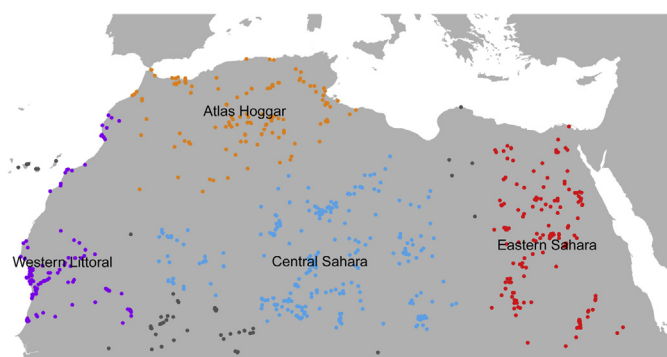 Atlas Hoggar
Western Littoral
Central Sahara
Eastern Sahara